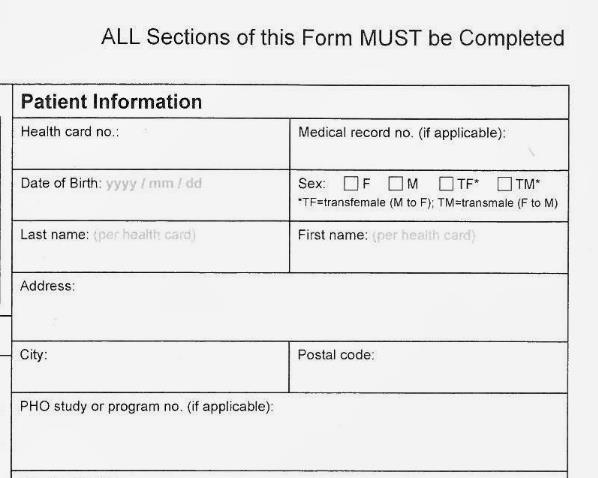 ALL Sections of this Form MUST be Completed
Patient Information
Health card no.:
Medical record no. (if applicable):
Date of Birth: yyyy / mm / dd
Sex: F M TF* TM*
*TF=transfemale (M to F); TM=transmale (F to M)
Last name: (per health card)
First name: (per health card)
Address:
City:
Postal code:
PHO study or program no. (if applicable):